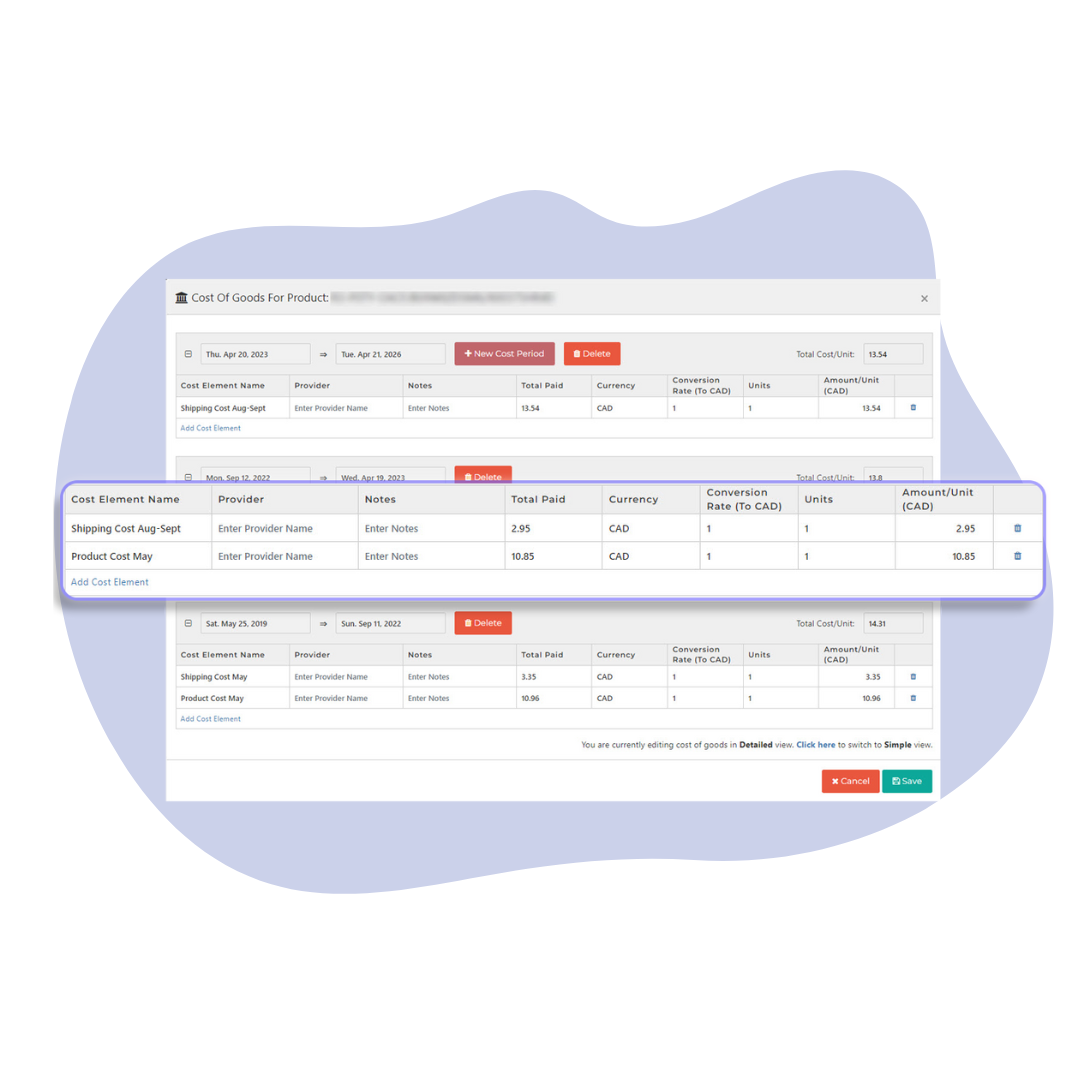 Cost Of Goods For Product:
×
Thu. Apr 20, 2023 ⇒ Tue. Apr 21, 2026 + New Cost Period Delete Total Cost/Unit: 13.54
Cost Element Name Provider Notes Total Paid Currency Conversion Rate (To CAD) Units Amount/Unit (CAD)
Shipping Cost Aug-Sept Enter Provider Name Enter Notes 13.54 CAD 1 1 13.54
Add Cost Element
Mon. Sep 12, 2022 ⇒ Wed. Apr 19, 2023 Delete Total Cost/Unit: 13.8
Cost Element Name Provider Notes Total Paid Currency Conversion Rate (To CAD) Units Amount/Unit (CAD)
Shipping Cost Aug-Sept Enter Provider Name Enter Notes 2.95 CAD 1 1 2.95
Product Cost May Enter Provider Name Enter Notes 10.85 CAD 1 1 10.85
Add Cost Element
Sat. May 25, 2019 ⇒ Sun. Sep 11, 2022 Delete Total Cost/Unit: 14.31
Cost Element Name Provider Notes Total Paid Currency Conversion Rate (To CAD) Units Amount/Unit (CAD)
Shipping Cost May Enter Provider Name Enter Notes 3.35 CAD 1 1 3.35
Product Cost May Enter Provider Name Enter Notes 10.96 CAD 1 1 10.96
Add Cost Element
You are currently editing cost of goods in Detailed view. Click here to switch to Simple view.
Cancel Save